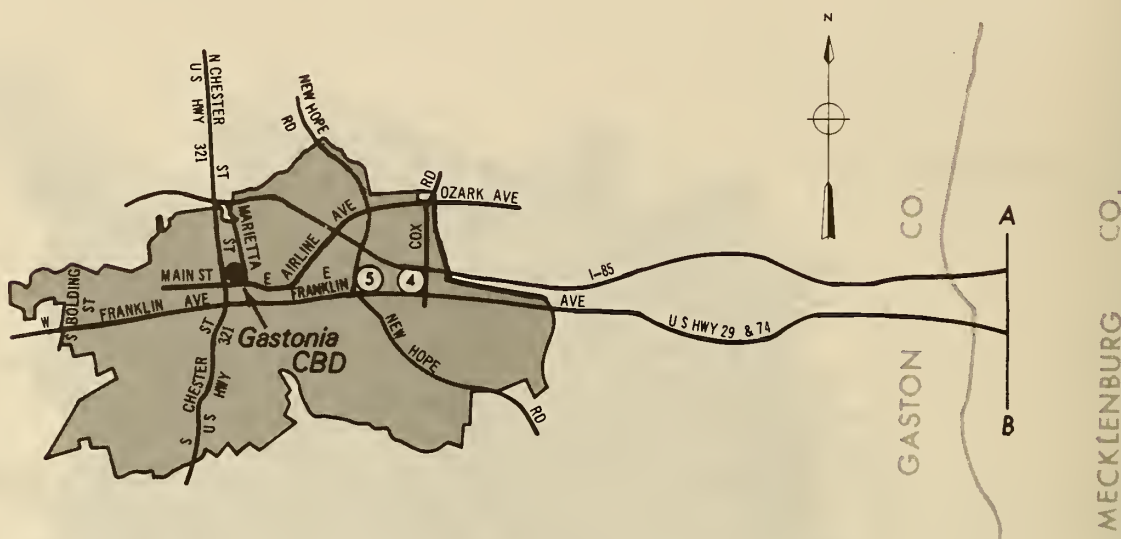 N
N CHESTER ST
US HWY 321
NEW HOPE
RD
RD
OZARK AVE
MARIETTA
ST
AIRLINE AVE
COX
CO.
CO.
A
MAIN ST
E
E
5
4
I-85
S BOLDING
ST
W
FRANKLIN AVE
FRANKLIN
AVE
US HWY 29 & 74
Gastonia
CBD
NEW HOPE
RD
S CHESTER ST
US HWY 321
GASTON
MECKLENBURG
B